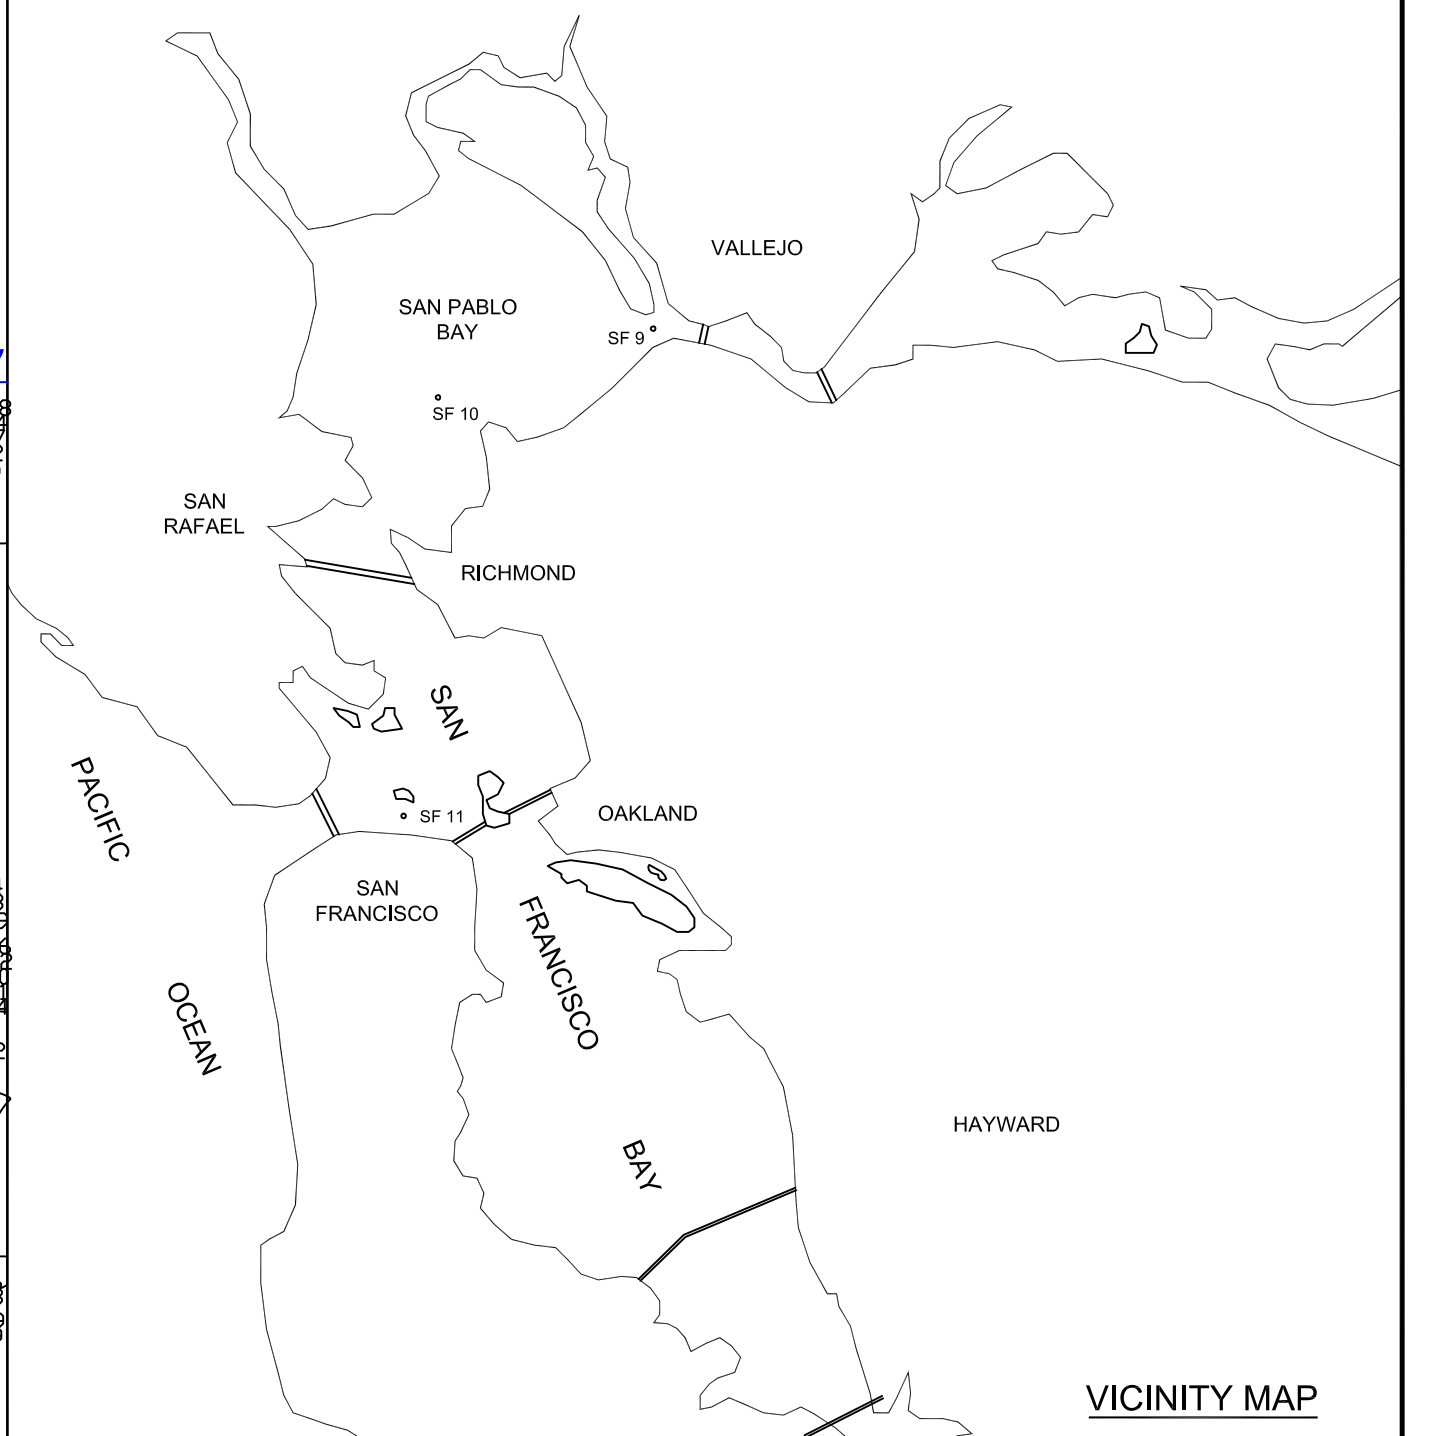 VALLEJO
SAN PABLO
BAY
SF 9
SF 10
SAN
RAFAEL
RICHMOND
SAN
PACIFIC
SF 11
OAKLAND
SAN
FRANCISCO
FRANCISCO
OCEAN
HAYWARD
BAY
VICINITY MAP